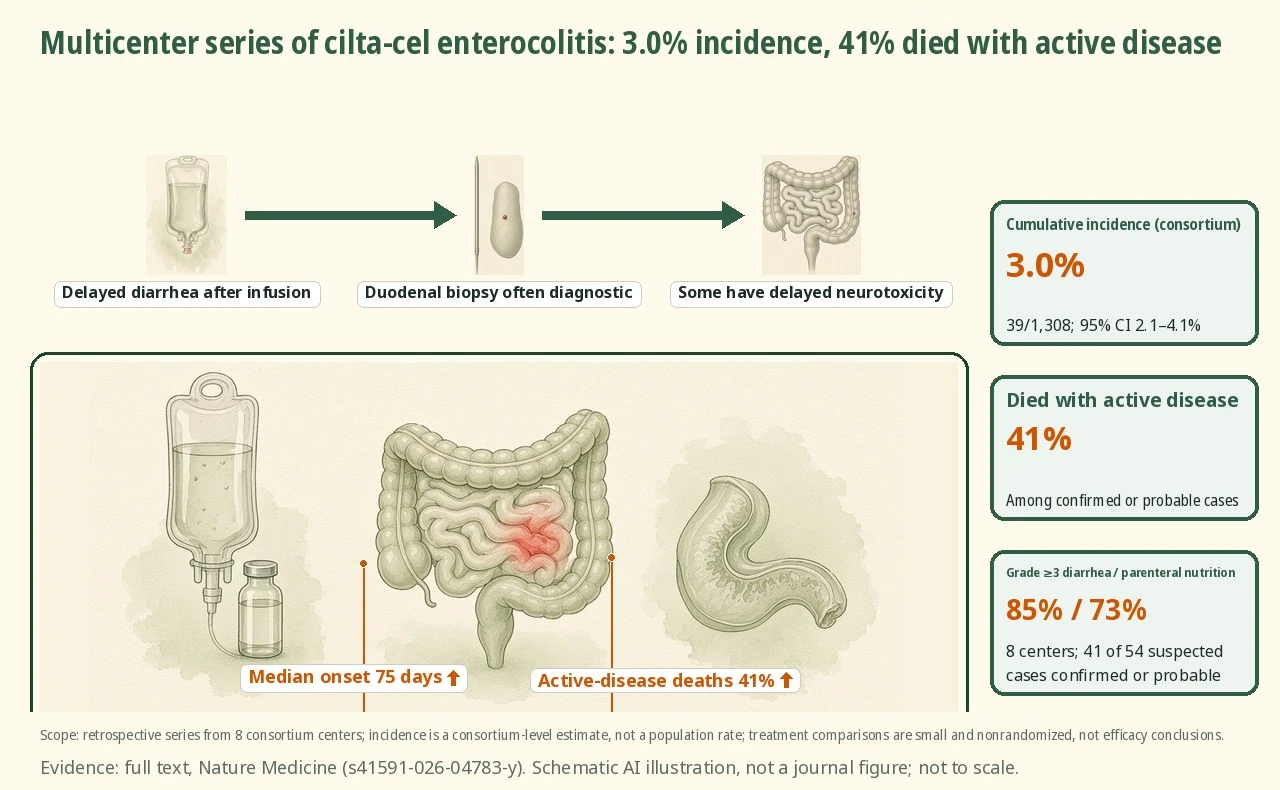 Multicenter series of cilta-cel enterocolitis: 3.0% incidence, 41% died with active disease
Delayed diarrhea after infusion
Duodenal biopsy often diagnostic
Some have delayed neurotoxicity
Cumulative incidence (consortium)
3.0%
39/1,308; 95% CI 2.1–4.1%
Died with active disease
41%
Among confirmed or probable cases
Grade ≥3 diarrhea / parenteral nutrition
85% / 73%
8 centers; 41 of 54 suspected
cases confirmed or probable
Median onset 75 days ⬆
Active-disease deaths 41% ⬆
Scope: retrospective series from 8 consortium centers; incidence is a consortium-level estimate, not a population rate; treatment comparisons are small and nonrandomized, not efficacy conclusions.
Evidence: full text, Nature Medicine (s41591-026-04783-y). Schematic AI illustration, not a journal figure; not to scale.